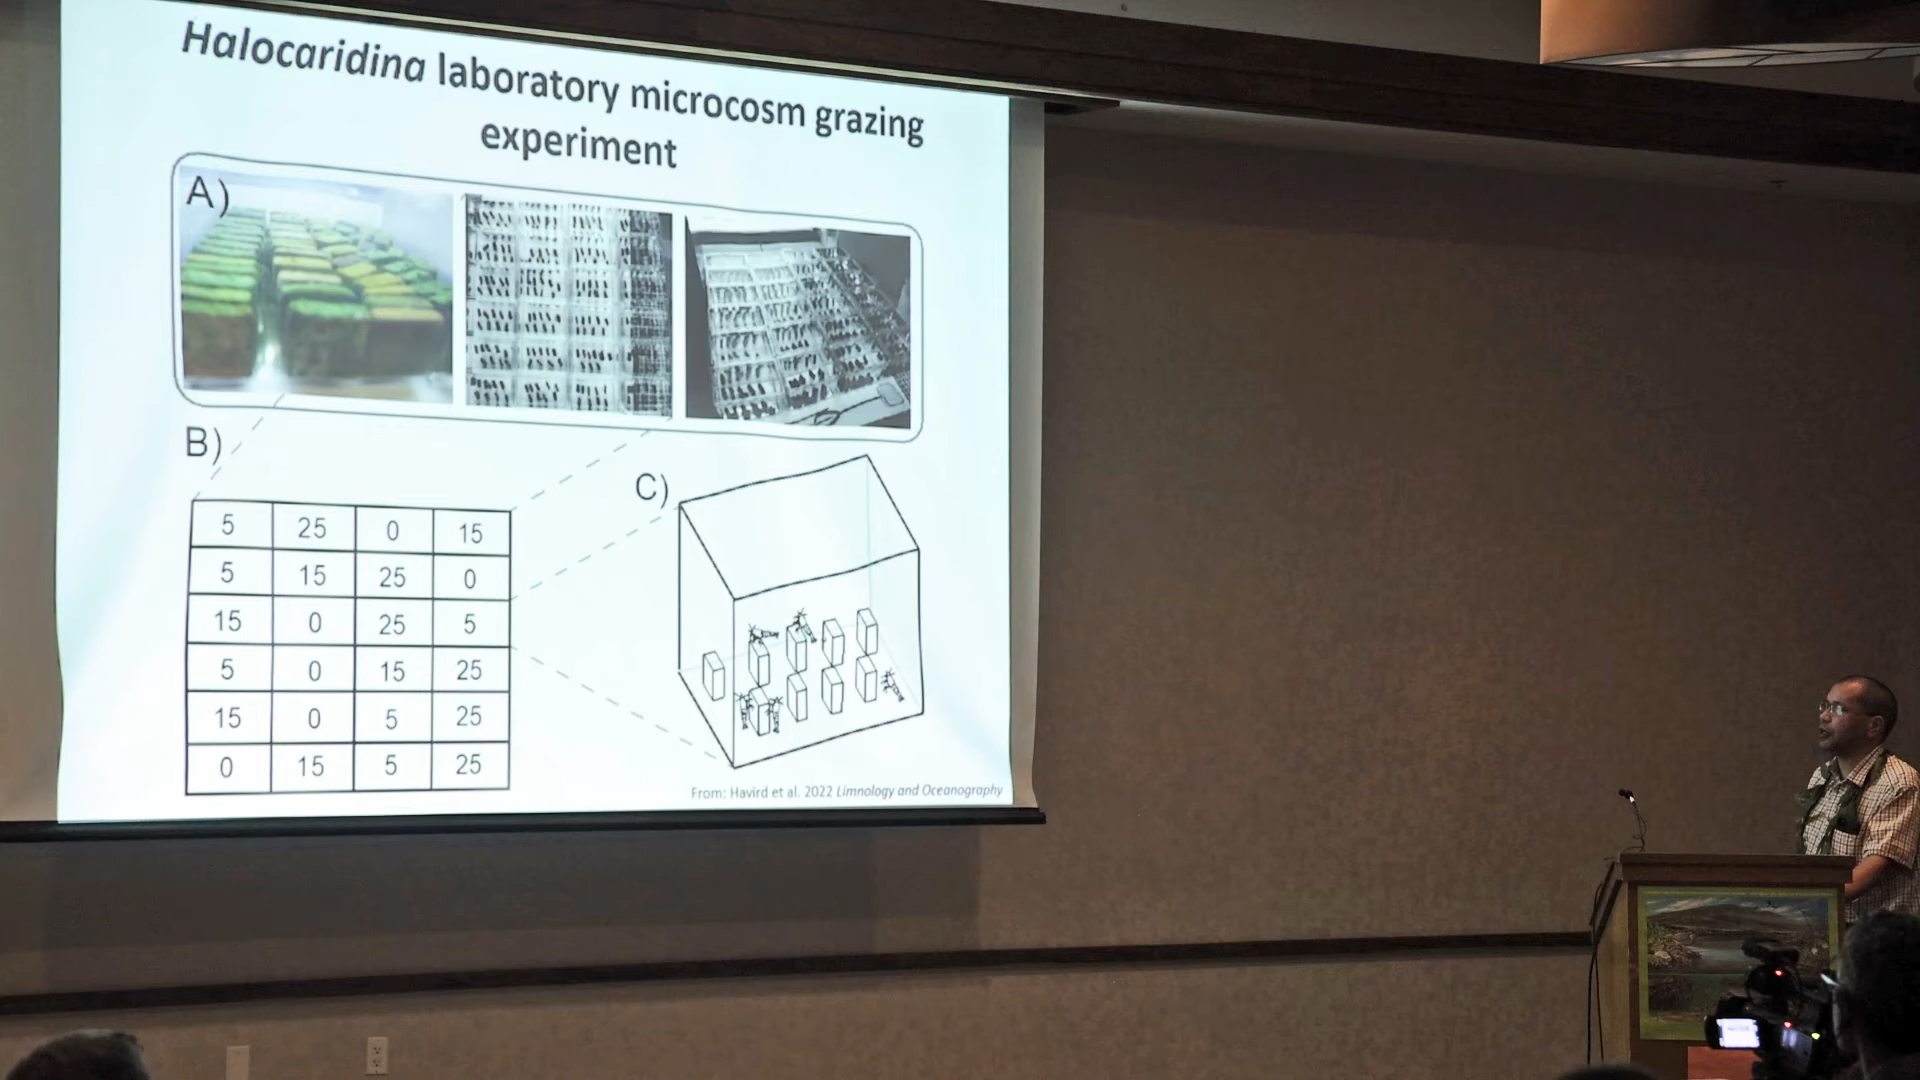 Halocaridina laboratory microcosm grazing
experiment
A)
B)
C)
5 25 0 15
5 15 25 0
15 0 25 5
5 0 15 25
15 0 5 25
0 15 5 25
From: Havird et al. 2022 Limnology and Oceanography